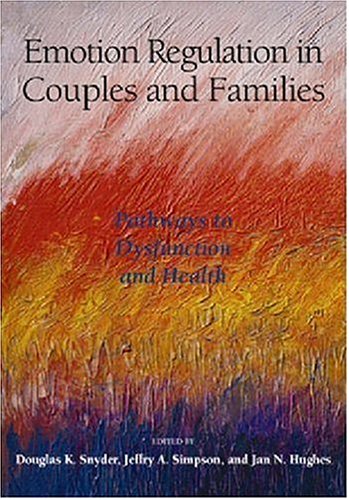 Emotion Regulation in
Couples and Families
Pathways to
Dysfunction
and Health
EDITED BY
Douglas K. Snyder, Jeffry A. Simpson, and Jan N. Hughes